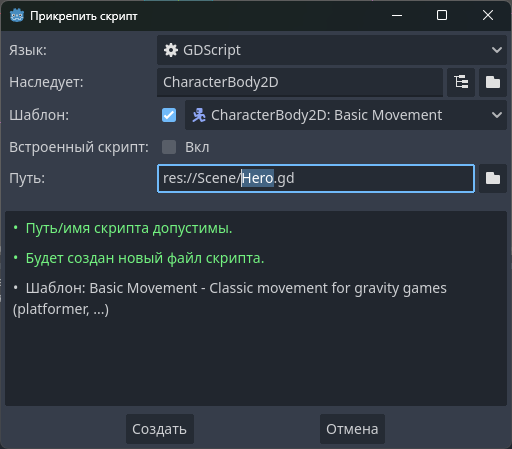 Прикрепить скрипт
Язык: GDScript
Наследует: CharacterBody2D
Шаблон: CharacterBody2D: Basic Movement
Встроенный скрипт: Вкл
Путь: res://Scene/Hero.gd
• Путь/имя скрипта допустимы.
• Будет создан новый файл скрипта.
• Шаблон: Basic Movement - Classic movement for gravity games
(platformer, ...)
Создать Отмена